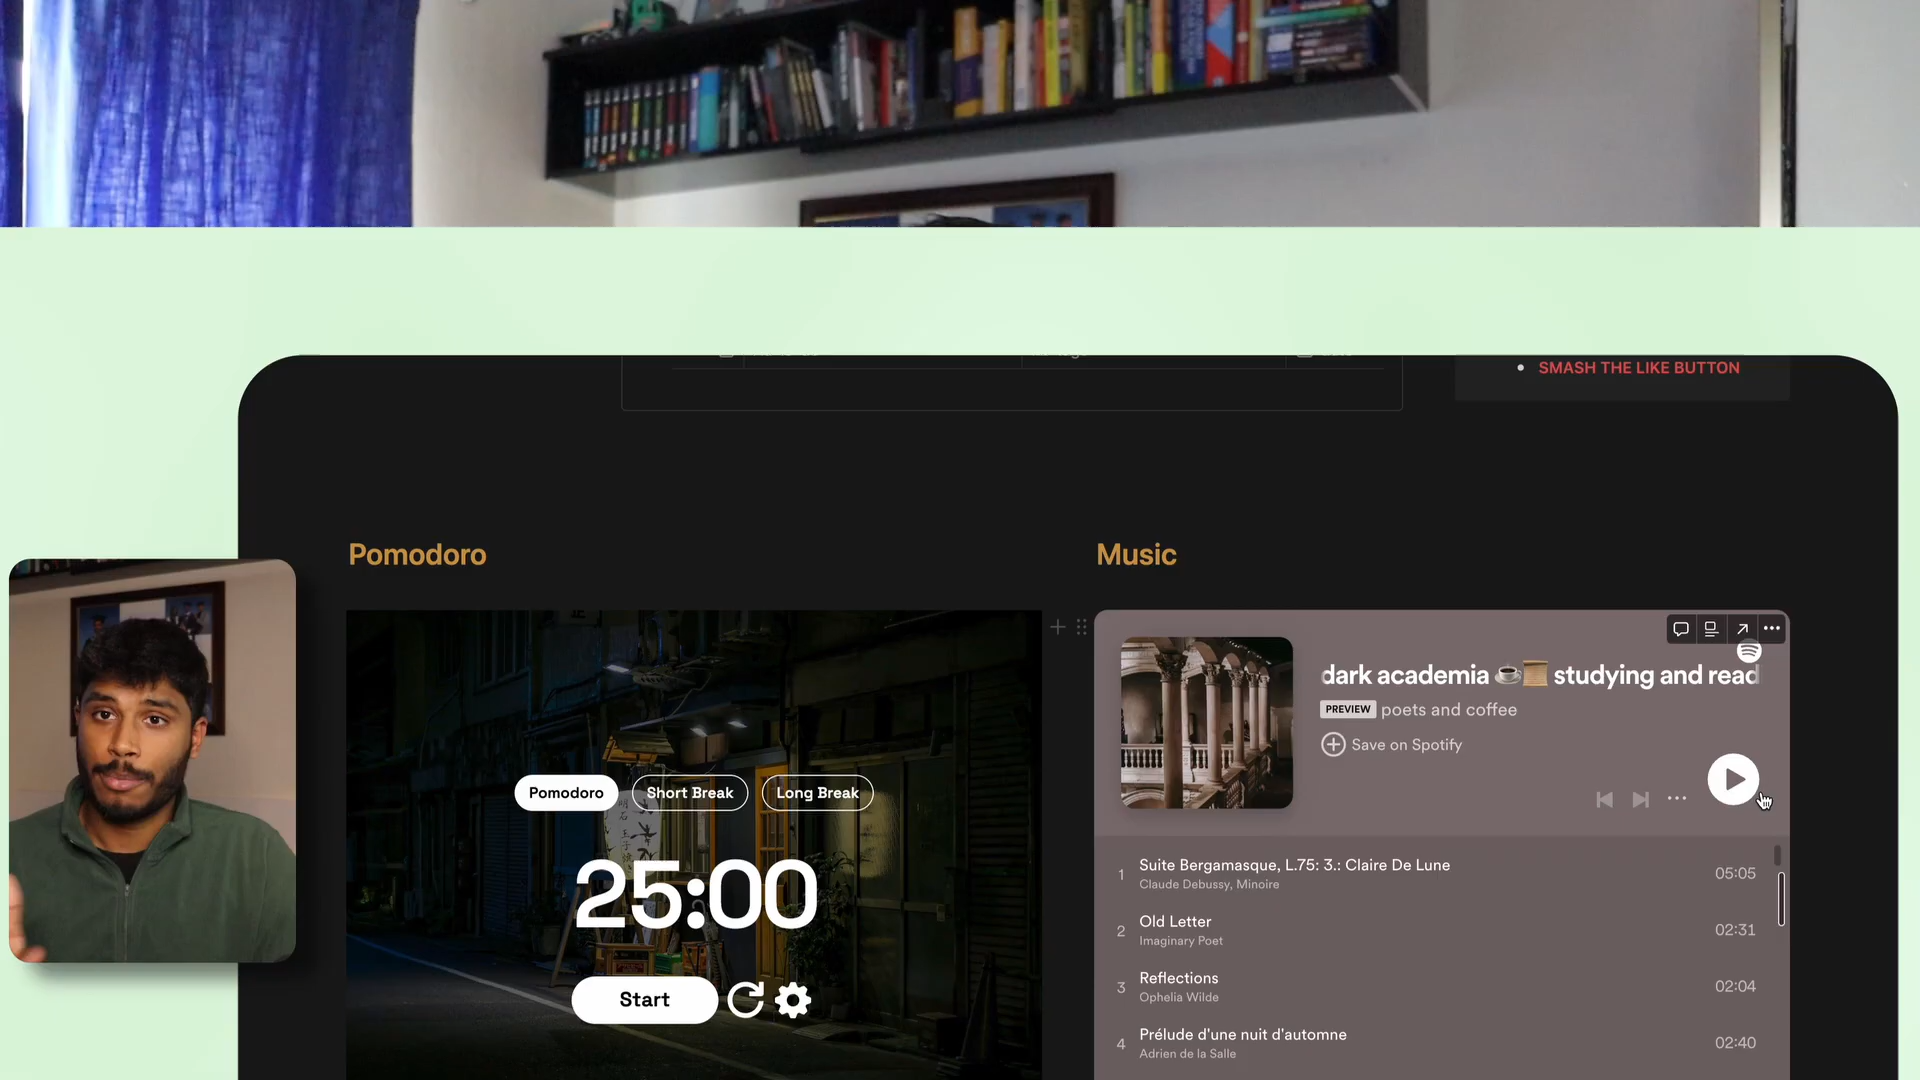 SMASH THE LIKE BUTTON
Pomodoro
Music
dark academia ☕📜 studying and read
PREVIEW poets and coffee
Save on Spotify
Pomodoro Short Break Long Break
25:00
Start
1 Suite Bergamasque, L.75: 3.: Claire De Lune 05:05
Claude Debussy, Minoire
2 Old Letter 02:31
Imaginary Poet
3 Reflections 02:04
Ophelia Wilde
4 Prélude d'une nuit d'automne 02:40
Adrien de la Salle